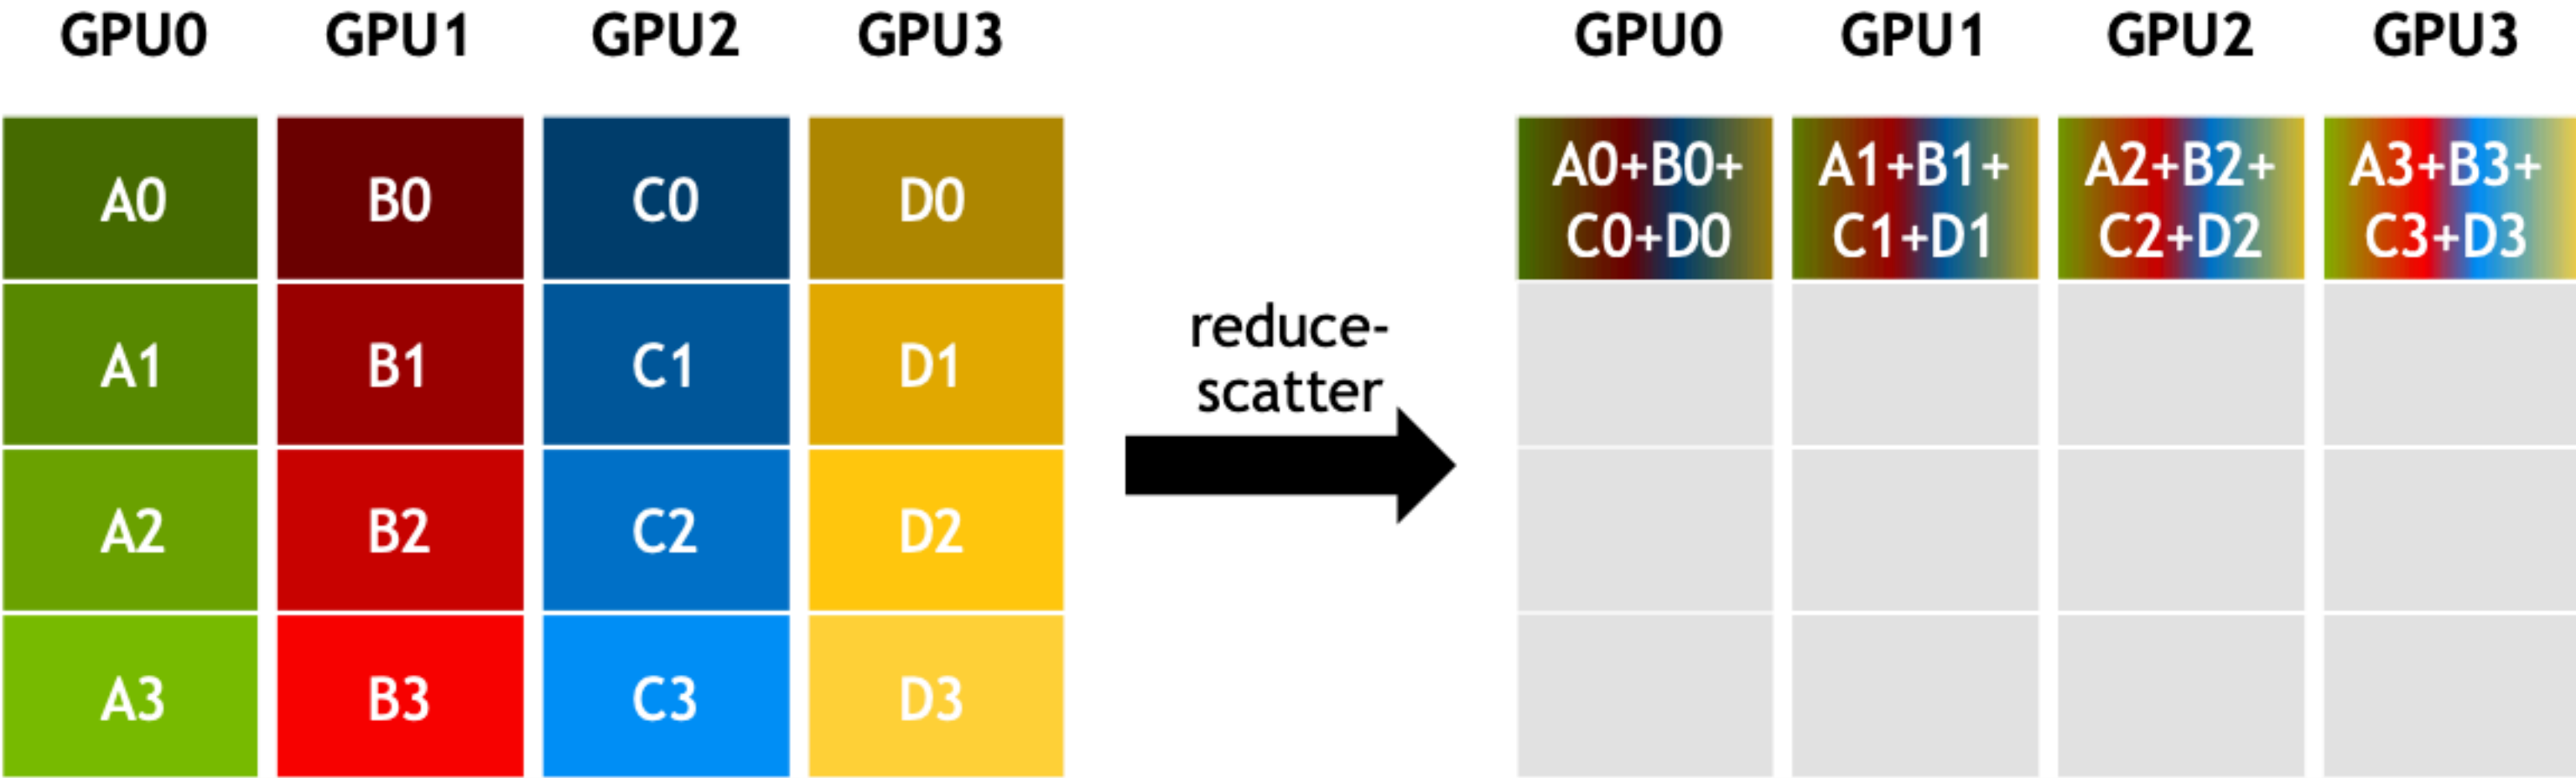 GPU0 GPU1 GPU2 GPU3 GPU0 GPU1 GPU2 GPU3
A0 B0 C0 D0
A1 B1 C1 D1
A2 B2 C2 D2
A3 B3 C3 D3
reduce-
scatter
A0+B0+ A1+B1+ A2+B2+ A3+B3+
C0+D0 C1+D1 C2+D2 C3+D3